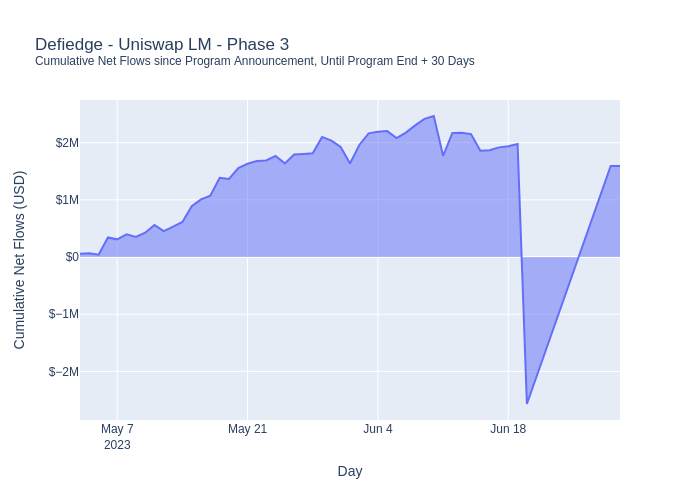 Defiedge - Uniswap LM - Phase 3
Cumulative Net Flows since Program Announcement, Until Program End + 30 Days
Cumulative Net Flows (USD)
$2M
$1M
$0
$−1M
$−2M
May 7
2023
May 21
Jun 4
Jun 18
Day